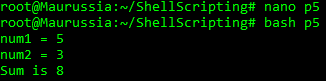 root@Maurussia:~/ShellScripting# nano p5
root@Maurussia:~/ShellScripting# bash p5
num1 = 5
num2 = 3
Sum is 8